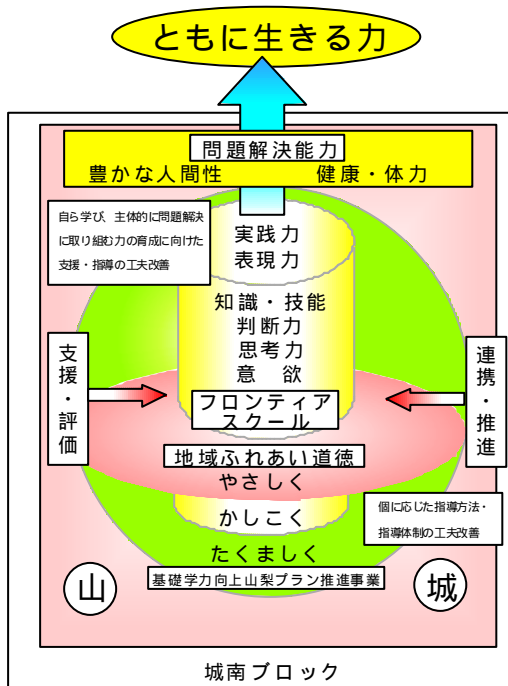 ともに生きる力
問題解決能力
豊かな人間性　健康・体力
自ら学び、主体的に問題解決
に取り組む力の育成に向けた
支援・指導の工夫改善
実践力
表現力
知識・技能
判断力
思考力
意　欲
支援・評価
連携・推進
フロンティア
スクール
地域ふれあい道徳
やさしく
かしこく
個に応じた指導方法・
指導体制の工夫改善
たくましく
基礎学力向上山梨プラン推進事業
山
城
城南ブロック